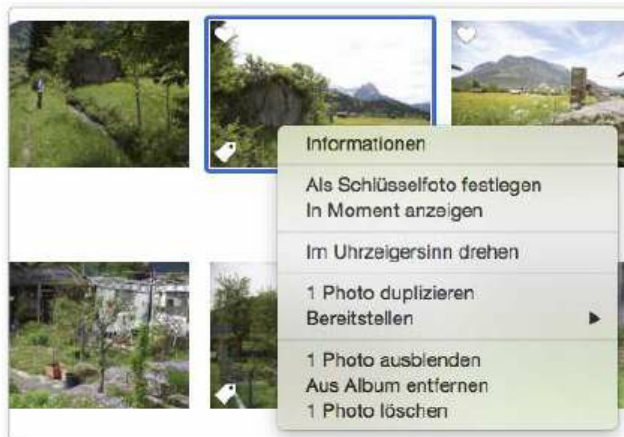 Informationen
Als Schlüsselfoto festlegen
In Moment anzeigen
Im Uhrzeigersinn drehen
1 Photo duplizieren
Bereitstellen
1 Photo ausblenden
Aus Album entfernen
1 Photo löschen